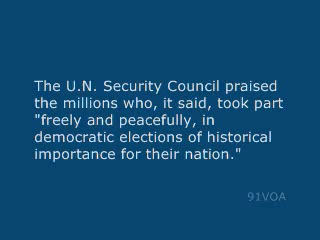 The U.N. Security Council praised
the millions who, it said, took part
"freely and peacefully, in
democratic elections of historical
importance for their nation."
91VOA